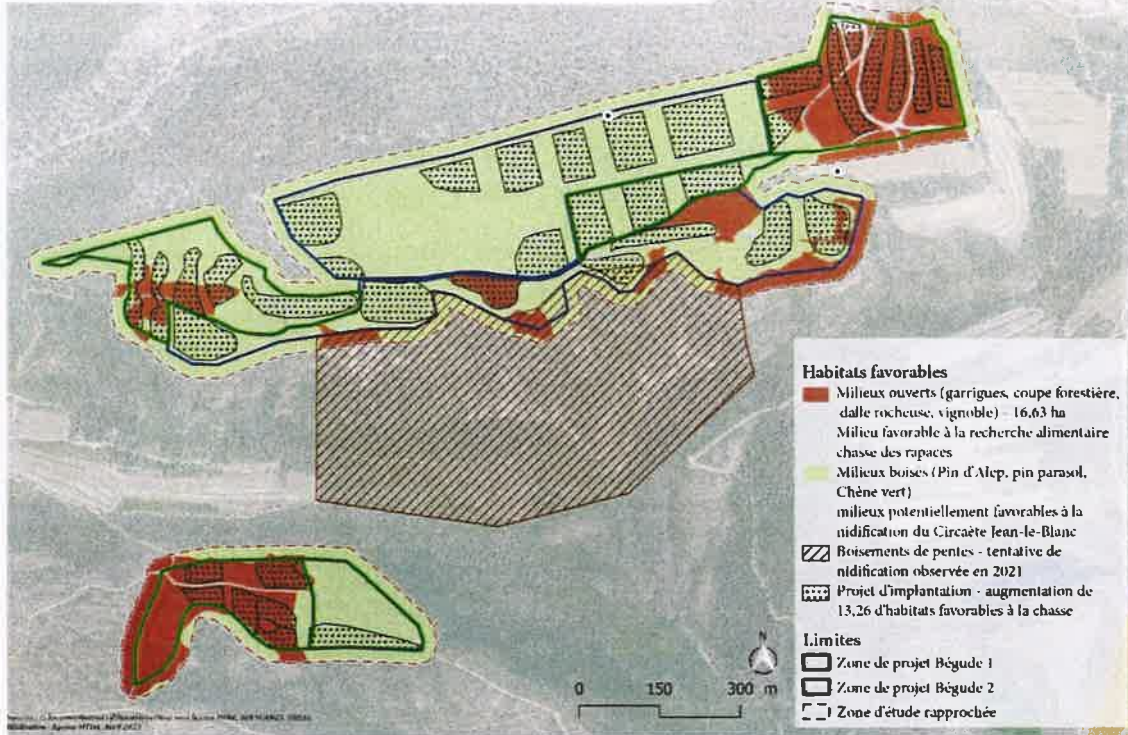 Habitats favorables
Milieux ouverts (garrigues, coupe forestière,
dalle rocheuse, vignoble) - 16,63 ha
Milieu favorable à la recherche alimentaire
chasse des rapaces
Milieux boisés (Pin d'Alep, pin parasol,
Chêne vert)
milieux potentiellement favorables à la
nidification du Circaète Jean-le-Blanc
Boisements de pentes - tentative de
nidification observée en 2021
Projet d'implantation - augmentation de
13,26 d'habitats favorables à la chasse
Limites
Zone de projet Bégude 1
Zone de projet Bégude 2
Zone d'étude rapprochée
N
0 150 300 m